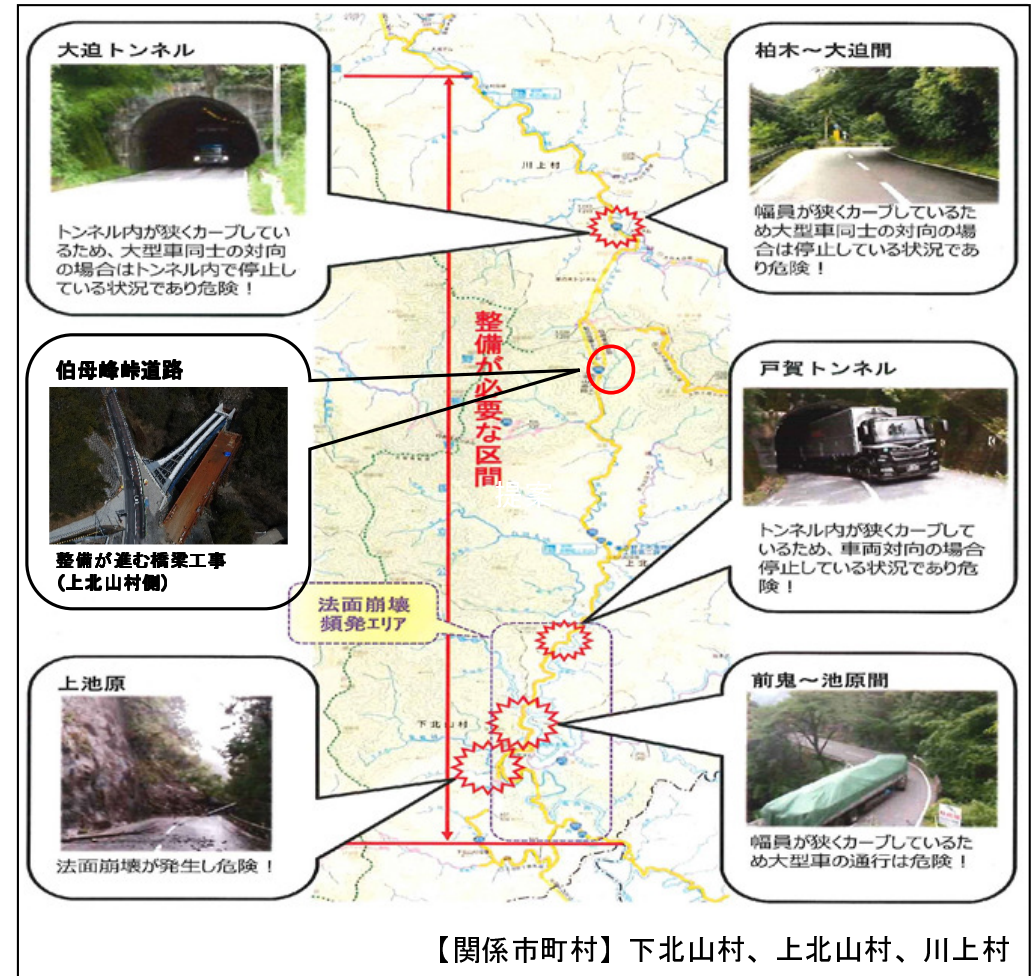 大迫トンネル
トンネル内が狭くカーブしてい
るため、大型車同士の対向
の場合はトンネル内で停止し
ている状況であり危険！
柏木～大迫間
幅員が狭くカーブしているた
め大型車同士の対向の場
合は停止している状況であ
り危険！
川上村
整備が必要な区間
伯母峰峠道路
整備が進む橋梁工事
(上北山村側)
戸賀トンネル
トンネル内が狭くカーブして
いるため、車両対向の場合
停止している状況であり危
険！
上北
法面崩壊
頻発エリア
上池原
法面崩壊が発生し危険！
下北山村
前鬼～池原間
幅員が狭くカーブしているた
め大型車の通行は危険！
【関係市町村】下北山村、上北山村、川上村